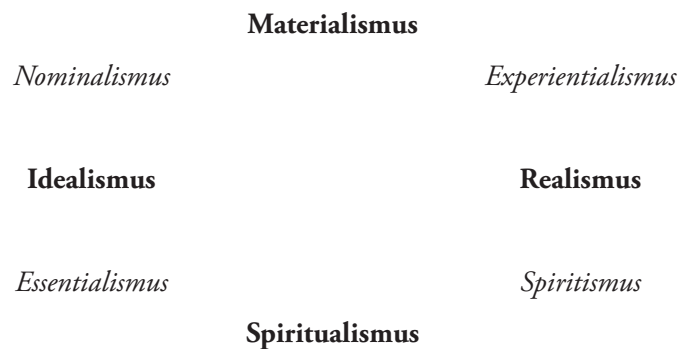 Materialismus
Nominalismus Experientialismus
Idealismus Realismus
Essentialismus Spiritismus
Spiritualismus